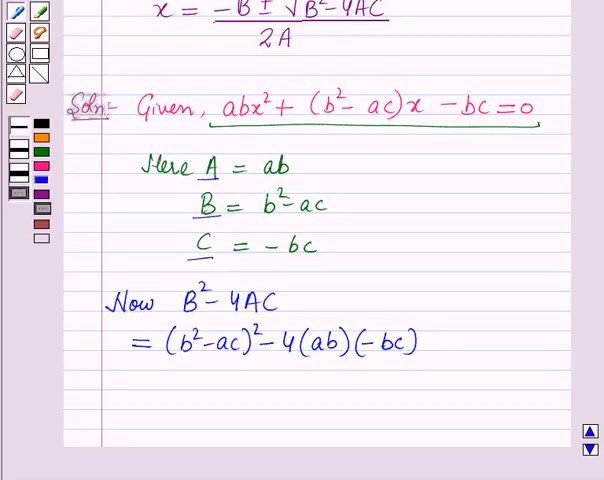 x = -B ± √B² - 4AC / 2A
Soln:- Given, abx² + (b² - ac)x - bc = 0
Here A = ab
B = b² - ac
C = - bc
Now B² - 4AC
= (b² - ac)² - 4(ab)(-bc)